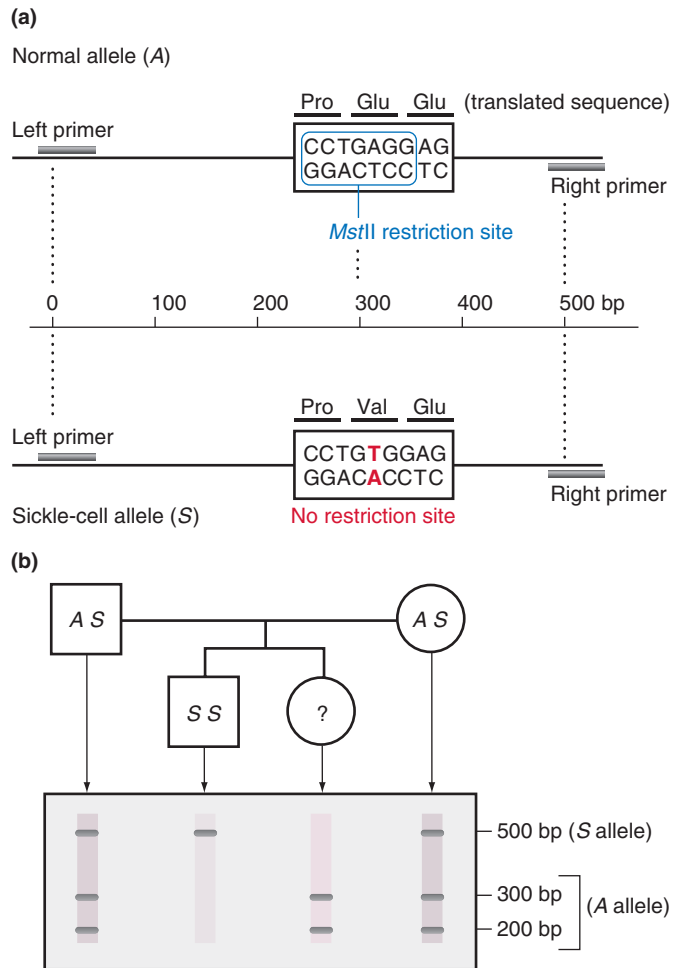 (a)
Normal allele (A)
Pro Glu Glu (translated sequence)
Left primer
CCTGAGGAG
GGACTCCTC
Right primer
MstII restriction site
0 100 200 300 400 500 bp
Pro Val Glu
Left primer
CCTGTGGAG
GGACACCTC
Right primer
Sickle-cell allele (S)
No restriction site
(b)
A S
A S
S S
?
500 bp (S allele)
300 bp
(A allele)
200 bp